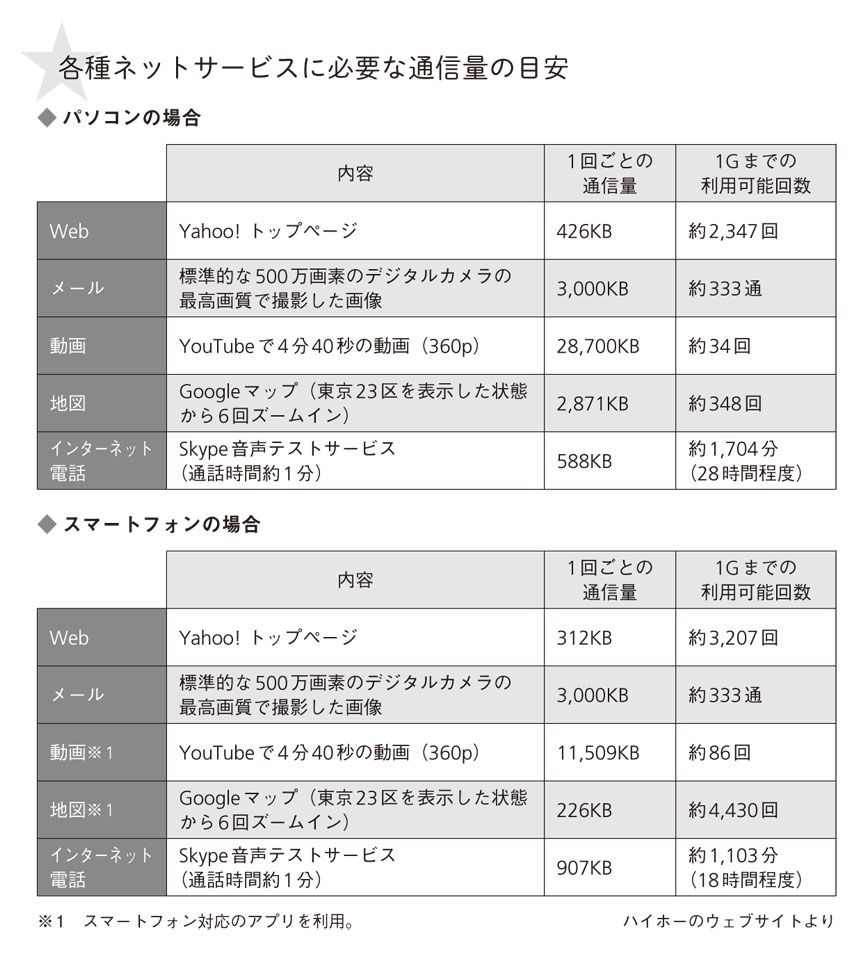 各種ネットサービスに必要な通信量の目安
◆ パソコンの場合
内容
1回ごとの
通信量
1Gまでの
利用可能回数
Web
Yahoo! トップページ
426KB
約2,347回
メール
標準的な500万画素のデジタルカメラの
最高画質で撮影した画像
3,000KB
約333通
動画
YouTubeで4分40秒の動画（360p）
28,700KB
約34回
地図
Googleマップ（東京23区を表示した状態
から6回ズームイン）
2,871KB
約348回
インターネット
電話
Skype音声テストサービス
（通話時間約1分）
588KB
約1,704分
（28時間程度）
◆ スマートフォンの場合
内容
1回ごとの
通信量
1Gまでの
利用可能回数
Web
Yahoo! トップページ
312KB
約3,207回
メール
標準的な500万画素のデジタルカメラの
最高画質で撮影した画像
3,000KB
約333通
動画※1
YouTubeで4分40秒の動画（360p）
11,509KB
約86回
地図※1
Googleマップ（東京23区を表示した状態
から6回ズームイン）
226KB
約4,430回
インターネット
電話
Skype音声テストサービス
（通話時間約1分）
907KB
約1,103分
（18時間程度）
※1　スマートフォン対応のアプリを利用。
ハイホーのウェブサイトより